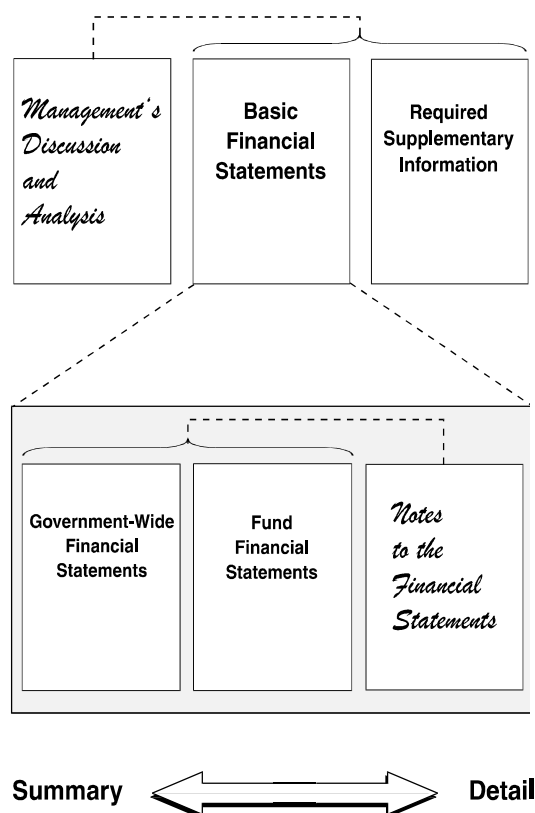 Management's
Discussion
and
Analysis
Basic
Financial
Statements
Required
Supplementary
Information
Government-Wide
Financial
Statements
Fund
Financial
Statements
Notes
to the
Financial
Statements
Summary
Detail